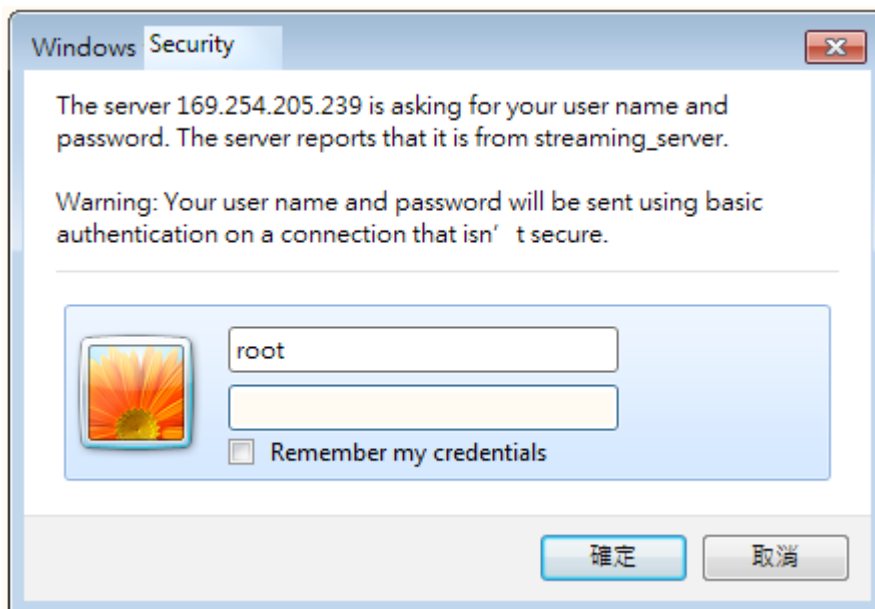 Windows Security
The server 169.254.205.239 is asking for your user name and
password. The server reports that it is from streaming_server.
Warning: Your user name and password will be sent using basic
authentication on a connection that isn’ t secure.
root
Remember my credentials
確定 取消